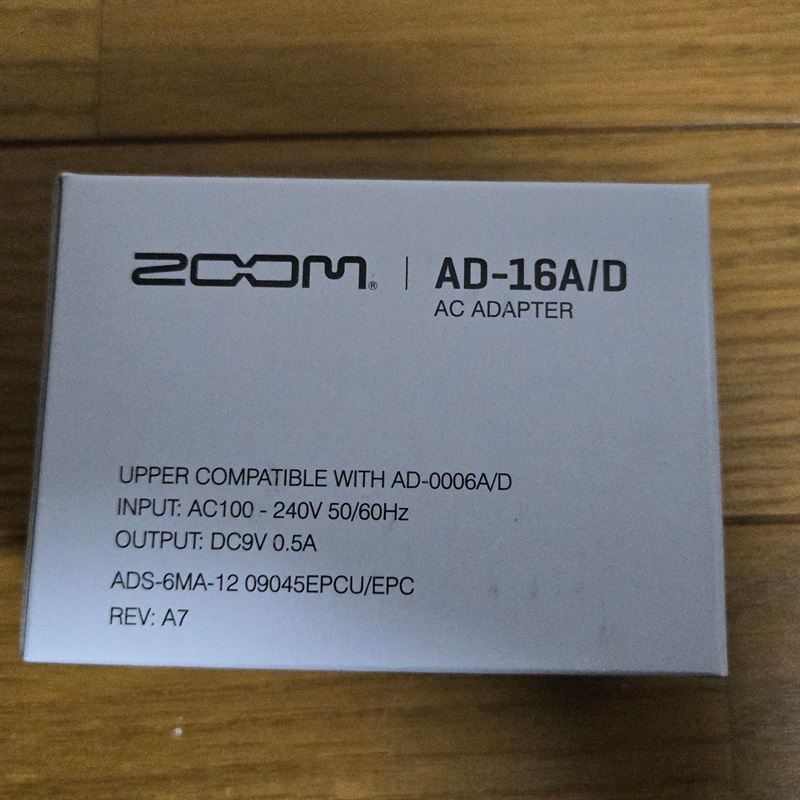 ZOOM® | AD-16A/D
AC ADAPTER
UPPER COMPATIBLE WITH AD-0006A/D
INPUT: AC100 - 240V 50/60Hz
OUTPUT: DC9V 0.5A
ADS-6MA-12 09045EPCU/EPC
REV: A7